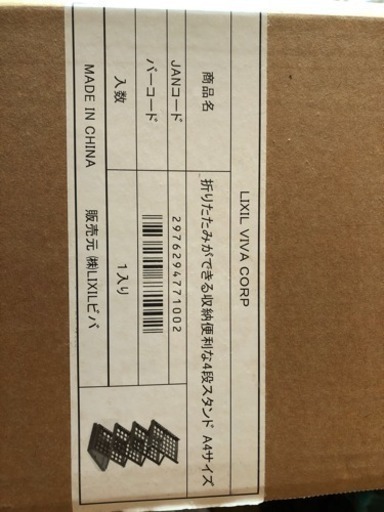 LIXIL VIVA CORP
商品名 折りたたみができる収納便利な4段スタンド A4サイズ
JANコード 2976294771002
バーコード
入数 1入り
MADE IN CHINA 販売元 (株)LIXILビバ